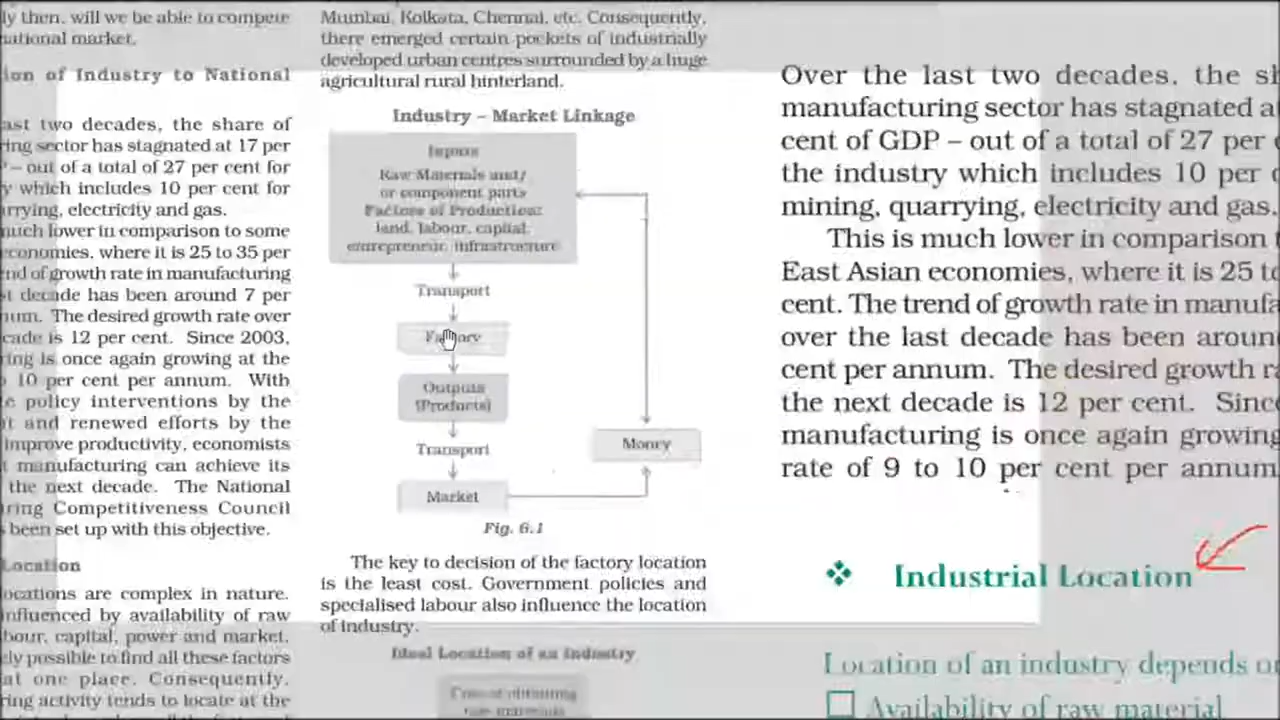 ly then, will we be able to compete
national market.
ion of Industry to National
ast two decades, the share of
ring sector has stagnated at 17 per
– out of a total of 27 per cent for
y which includes 10 per cent for
arrying, electricity and gas.
much lower in comparison to some
economies, where it is 25 to 35 per
end of growth rate in manufacturing
st decade has been around 7 per
num. The desired growth rate over
cade is 12 per cent. Since 2003,
ring is once again growing at the
10 per cent per annum. With
e policy interventions by the
nt and renewed efforts by the
improve productivity, economists
t manufacturing can achieve its
the next decade. The National
ring Competitiveness Council
been set up with this objective.
Location
ocations are complex in nature.
nfluenced by availability of raw
bour, capital, power and market.
ely possible to find all these factors
at one place. Consequently,
ring activity tends to locate at the
Mumbai, Kolkata, Chennai, etc. Consequently,
there emerged certain pockets of industrially
developed urban centres surrounded by a huge
agricultural rural hinterland.
Industry – Market Linkage
Inputs
Raw Materials and/
or component parts
Factors of Production:
land, labour, capital,
entrepreneur, infrastructure
Transport
Factory
Outputs
(Products)
Transport
Market
Money
Fig. 6.1
The key to decision of the factory location
is the least cost. Government policies and
specialised labour also influence the location
of industry.
Ideal Location of an Industry
Cost of obtaining
raw materials
Over the last two decades, the sh
manufacturing sector has stagnated a
cent of GDP – out of a total of 27 per c
the industry which includes 10 per c
mining, quarrying, electricity and gas.
This is much lower in comparison t
East Asian economies, where it is 25 to
cent. The trend of growth rate in manufa
over the last decade has been aroun
cent per annum. The desired growth ra
the next decade is 12 per cent. Sinc
manufacturing is once again growing
rate of 9 to 10 per cent per annum
❖ Industrial Location
Location of an industry depends o
Availability of raw material